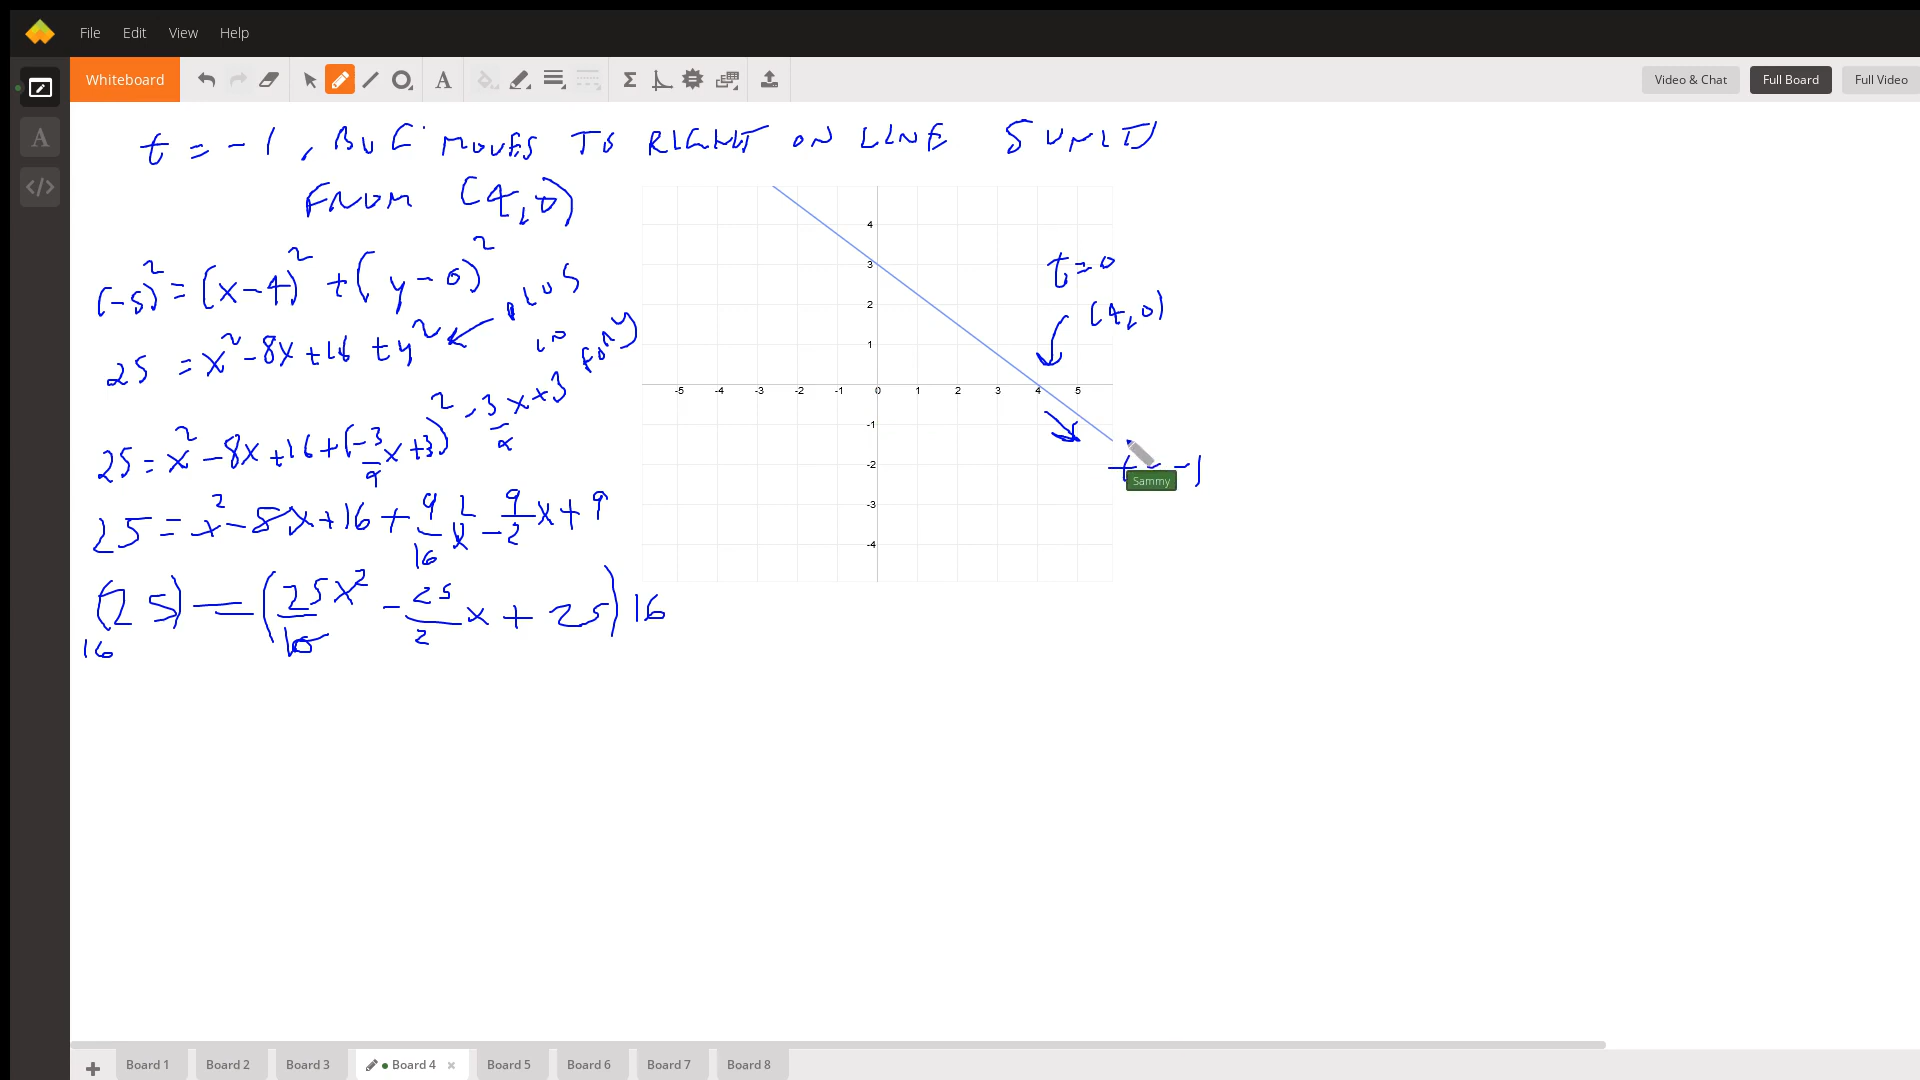 File Edit View Help
Whiteboard A Σ Video & Chat Full Board Full Video
A
</>
t = -1, BUG MOVES TO RIGHT ON LINE 5 UNITS
FROM (4,0)
(-5)² = (x-4)² + (y-0)²
PLUS
25 = x² - 8x + 16 + y²
IN FOR y
-3/4 x + 3
25 = x² - 8x + 16 + (-3/4 x + 3)²
25 = x² - 8x + 16 + 9/16 x² - 9/2 x + 9
(25) = (25x²/16 - 25/2 x + 25) 16
16
4
3
2
1
-5 -4 -3 -2 -1 0 1 2 3 4 5
-1
-2
-3
-4
t = 0
(4,0)
t = -1
Sammy
+ Board 1 Board 2 Board 3 Board 4 × Board 5 Board 6 Board 7 Board 8